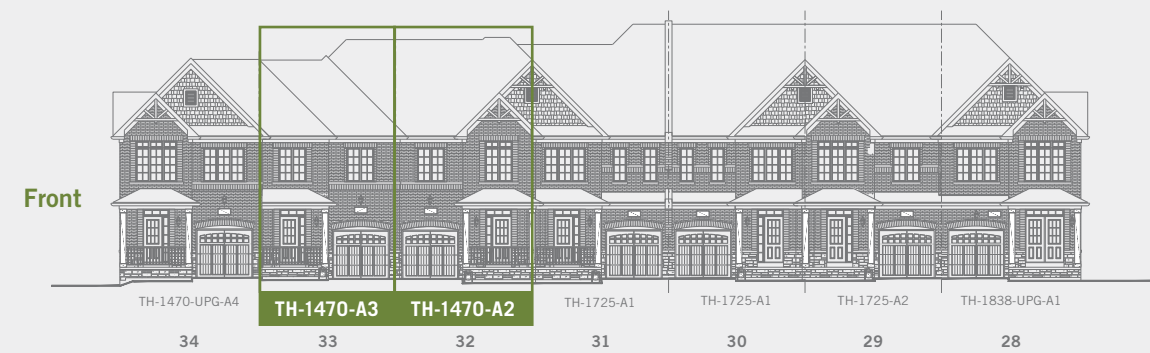 Front
TH-1470-UPG-A4 TH-1470-A3 TH-1470-A2 TH-1725-A1 TH-1725-A1 TH-1725-A2 TH-1838-UPG-A1
34 33 32 31 30 29 28